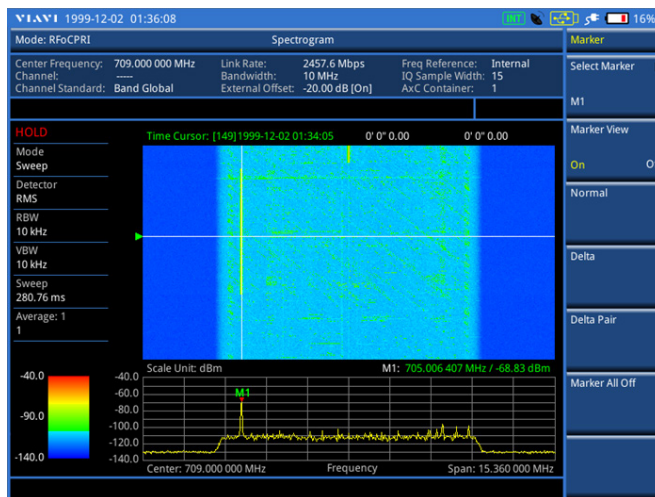 VIAVI 1999-12-02 01:36:08 INT 16%
Mode: RFoCPRI Spectrogram Marker
Center Frequency: 709.000 000 MHz Link Rate: 2457.6 Mbps Freq Reference: Internal
Channel: ----- Bandwidth: 10 MHz IQ Sample Width: 15
Channel Standard: Band Global External Offset: -20.00 dB [On] AxC Container: 1
Select Marker
M1
HOLD
Time Cursor: [149]1999-12-02 01:34:05 0' 0" 0.00 0' 0" 0.00
Marker View
On O
Mode
Sweep
Detector
RMS
Normal
RBW
10 kHz
VBW
10 kHz
Delta
Sweep
280.76 ms
Average: 1
1
Delta Pair
Scale Unit: dBm M1: 705.006 407 MHz / -68.83 dBm
Marker All Off
-40.0
-90.0
-140.0
-40.0
-60.0
-80.0
-100.0
-120.0
-140.0
M1
Center: 709.000 000 MHz Frequency Span: 15.360 000 MHz